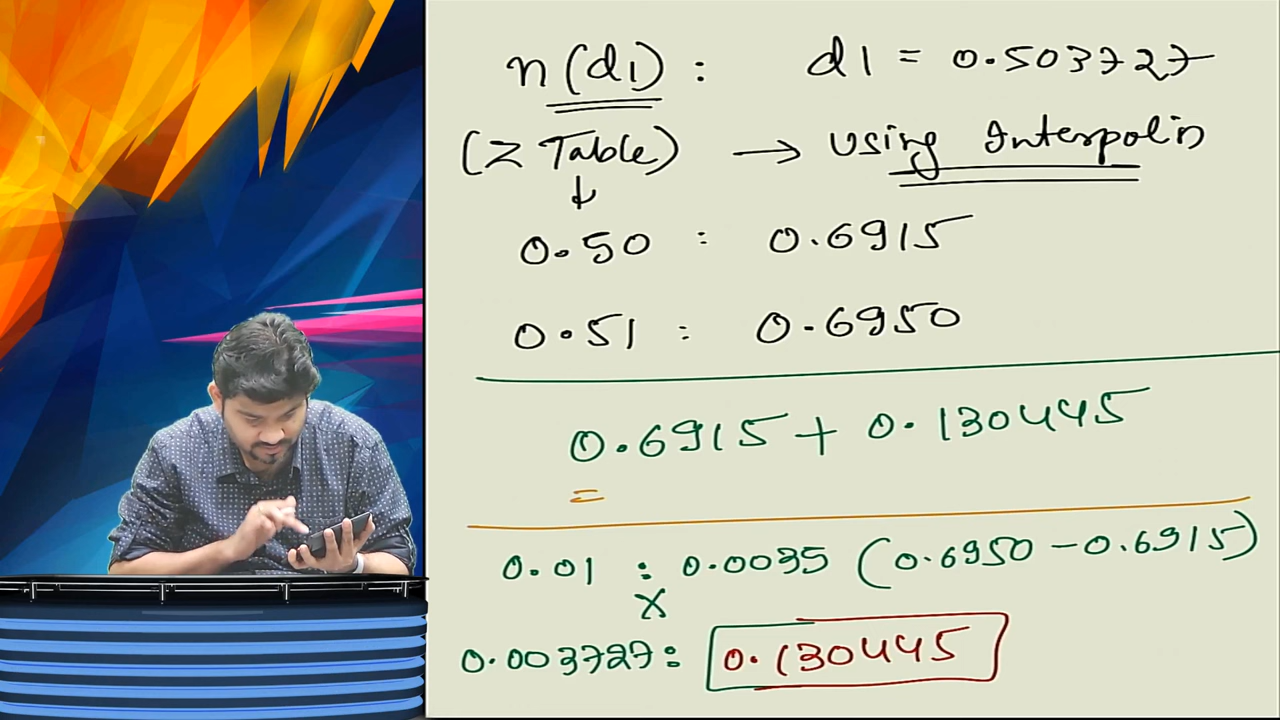 n(d1) : d1 = 0.503727
(Z Table) → Using Interpolin
↓
0.50 : 0.6915
0.51 : 0.6950
0.6915 + 0.130445
=
0.01 : 0.0035 (0.6950 - 0.6915)
X
0.003727 : 0.130445